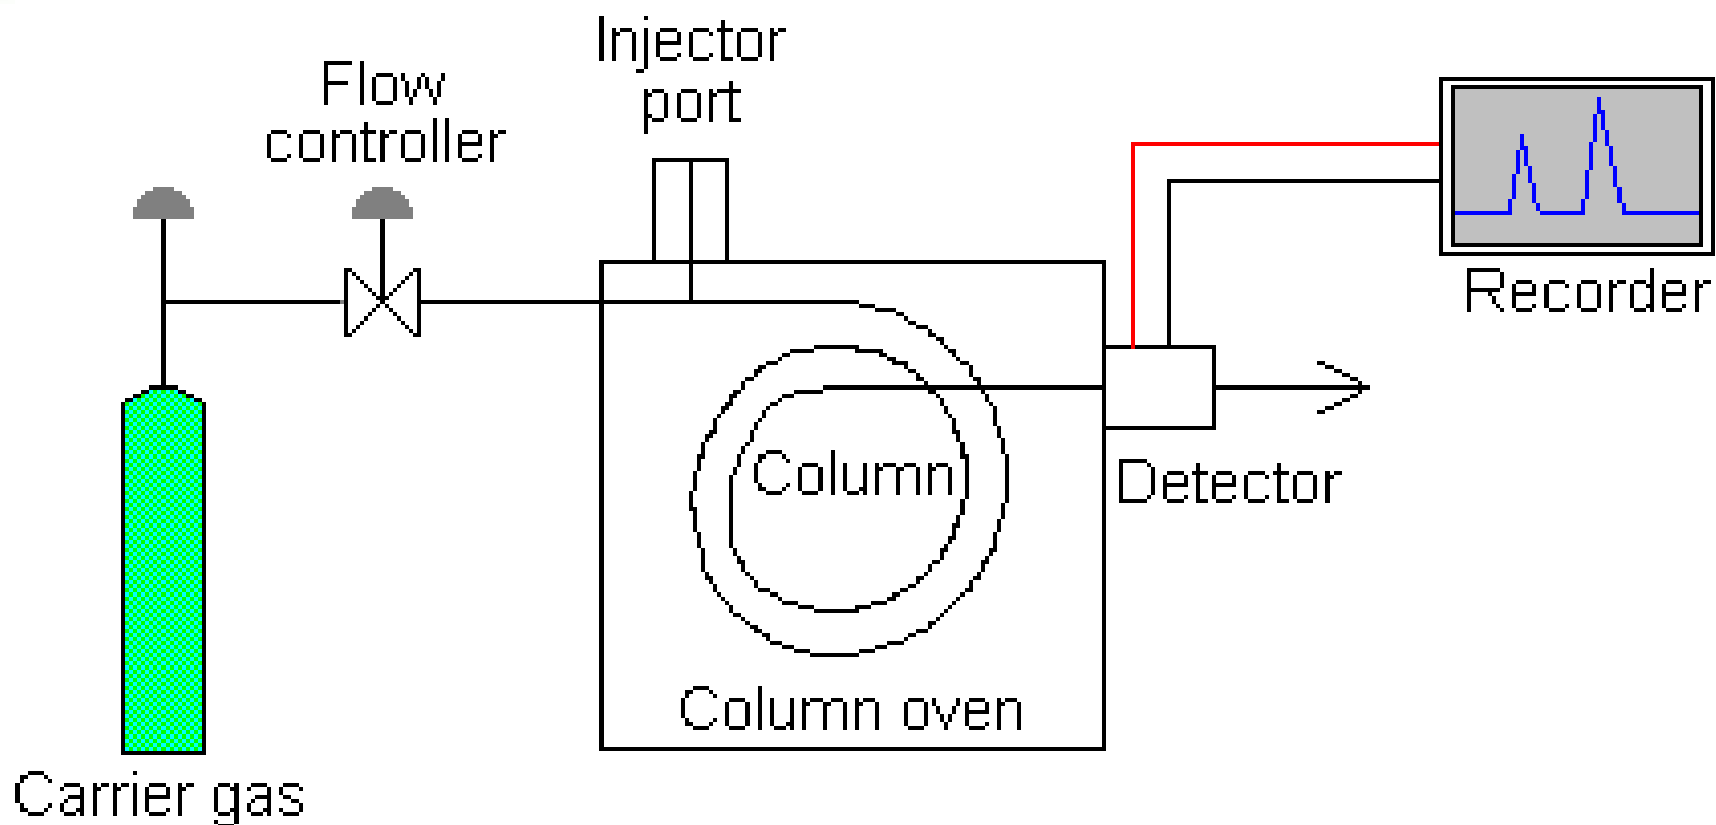 Injector
port
Flow
controller
Recorder
Column
Detector
Column oven
Carrier gas